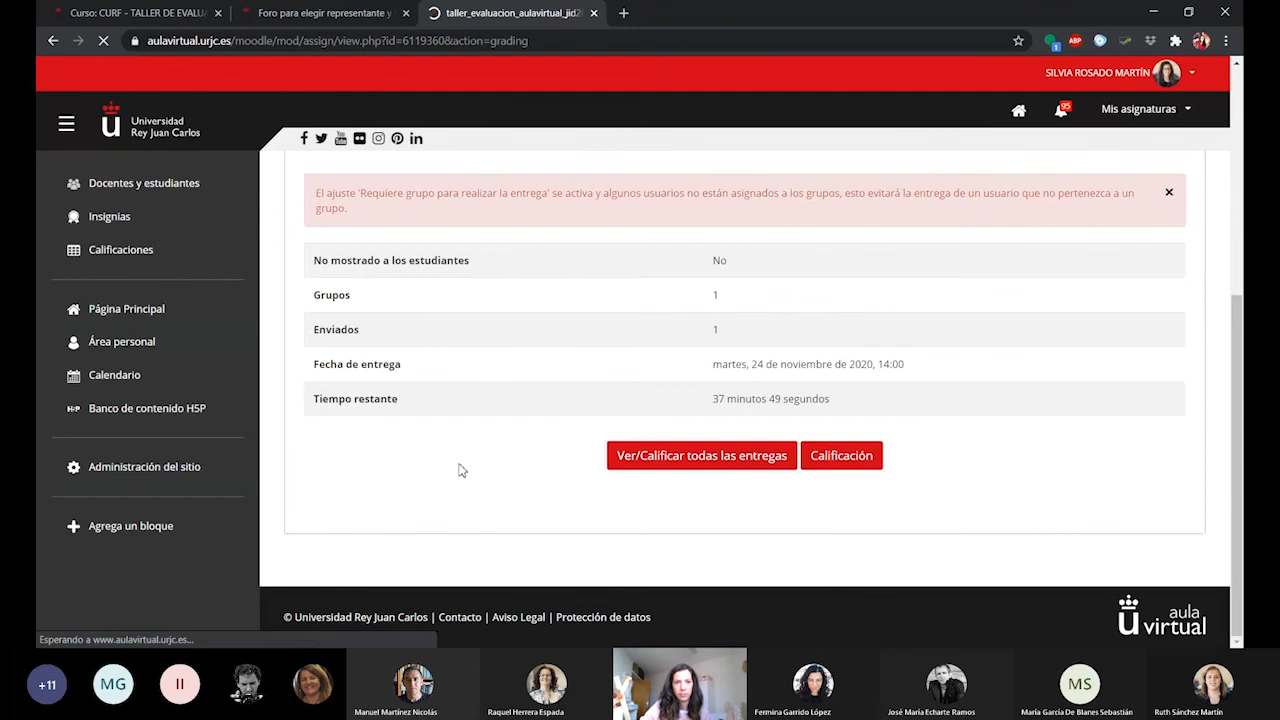 Curso: CURF - TALLER DE EVALUA
Foro para elegir representante y
taller_evaluacion_aulavirtual_jid2
aulavirtual.urjc.es/moodle/mod/assign/view.php?id=6119360&action=grading
1
ABP
SILVIA ROSADO MARTÍN
Universidad
Rey Juan Carlos
95
Mis asignaturas
Docentes y estudiantes
Insignias
Calificaciones
Página Principal
Área personal
Calendario
H5P Banco de contenido H5P
Administración del sitio
Agrega un bloque
El ajuste 'Requiere grupo para realizar la entrega' se activa y algunos usuarios no están asignados a los grupos, esto evitará la entrega de un usuario que no pertenezca a un
grupo.
No mostrado a los estudiantes No
Grupos 1
Enviados 1
Fecha de entrega martes, 24 de noviembre de 2020, 14:00
Tiempo restante 37 minutos 49 segundos
Ver/Calificar todas las entregas Calificación
© Universidad Rey Juan Carlos | Contacto | Aviso Legal | Protección de datos
aula
virtual
Esperando a www.aulavirtual.urjc.es...
+11
MG
II
MS
Manuel Martínez Nicolás
Raquel Herrera Espada
Fermina Garrido López
José María Echarte Ramos
María García De Blanes Sebastián
Ruth Sánchez Martín